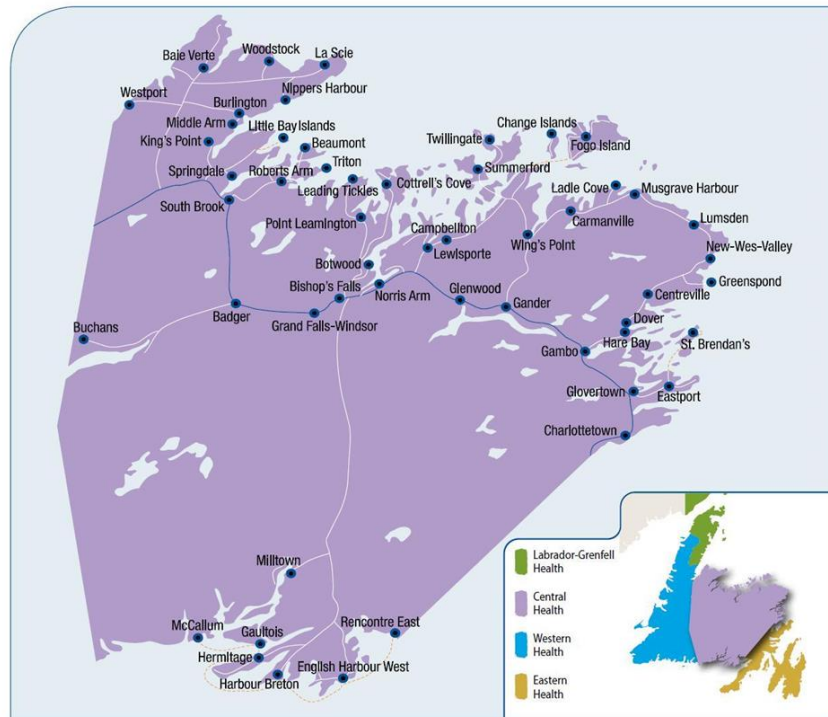 Baie Verte
Woodstock
La Scie
Westport
Nippers Harbour
Burlington
Middle Arm
Little Bay Islands
King's Point
Beaumont
Twillingate
Change Islands
Fogo Island
Springdale
Roberts Arm
Triton
Leading Tickles
Cottrell's Cove
Summerford
Ladle Cove
Musgrave Harbour
South Brook
Point Leamington
Campbellton
Lewisporte
Wing's Point
Carmanville
Lumsden
New-Wes-Valley
Botwood
Bishop's Falls
Norris Arm
Glenwood
Gander
Centreville
Greenspond
Buchans
Badger
Grand Falls-Windsor
Dover
Hare Bay
St. Brendan's
Gambo
Glovertown
Eastport
Charlottetown
Milltown
McCallum
Gaultois
Rencontre East
Hermitage
Harbour Breton
English Harbour West
Labrador-Grenfell
Health
Central
Health
Western
Health
Eastern
Health